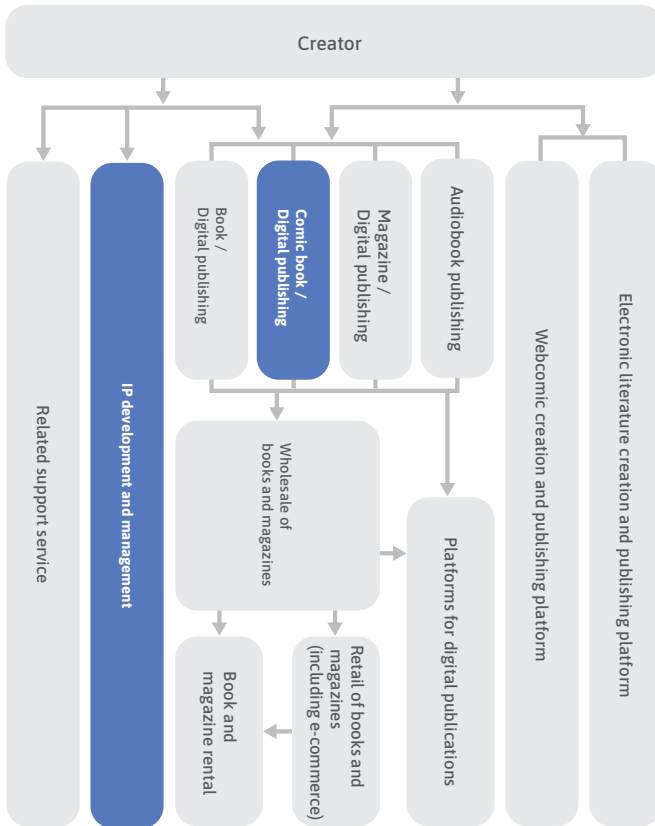 Creator
Related support service
IP development and management
Book /
Digital publishing
Comic book /
Digital publishing
Magazine /
Digital publishing
Audiobook publishing
Webcomic creation and publishing platform
Electronic literature creation and publishing platform
Wholesale of
books and magazines
Platforms for digital publications
Book and
magazine rental
Retail of books and
magazines
(including e-commerce)